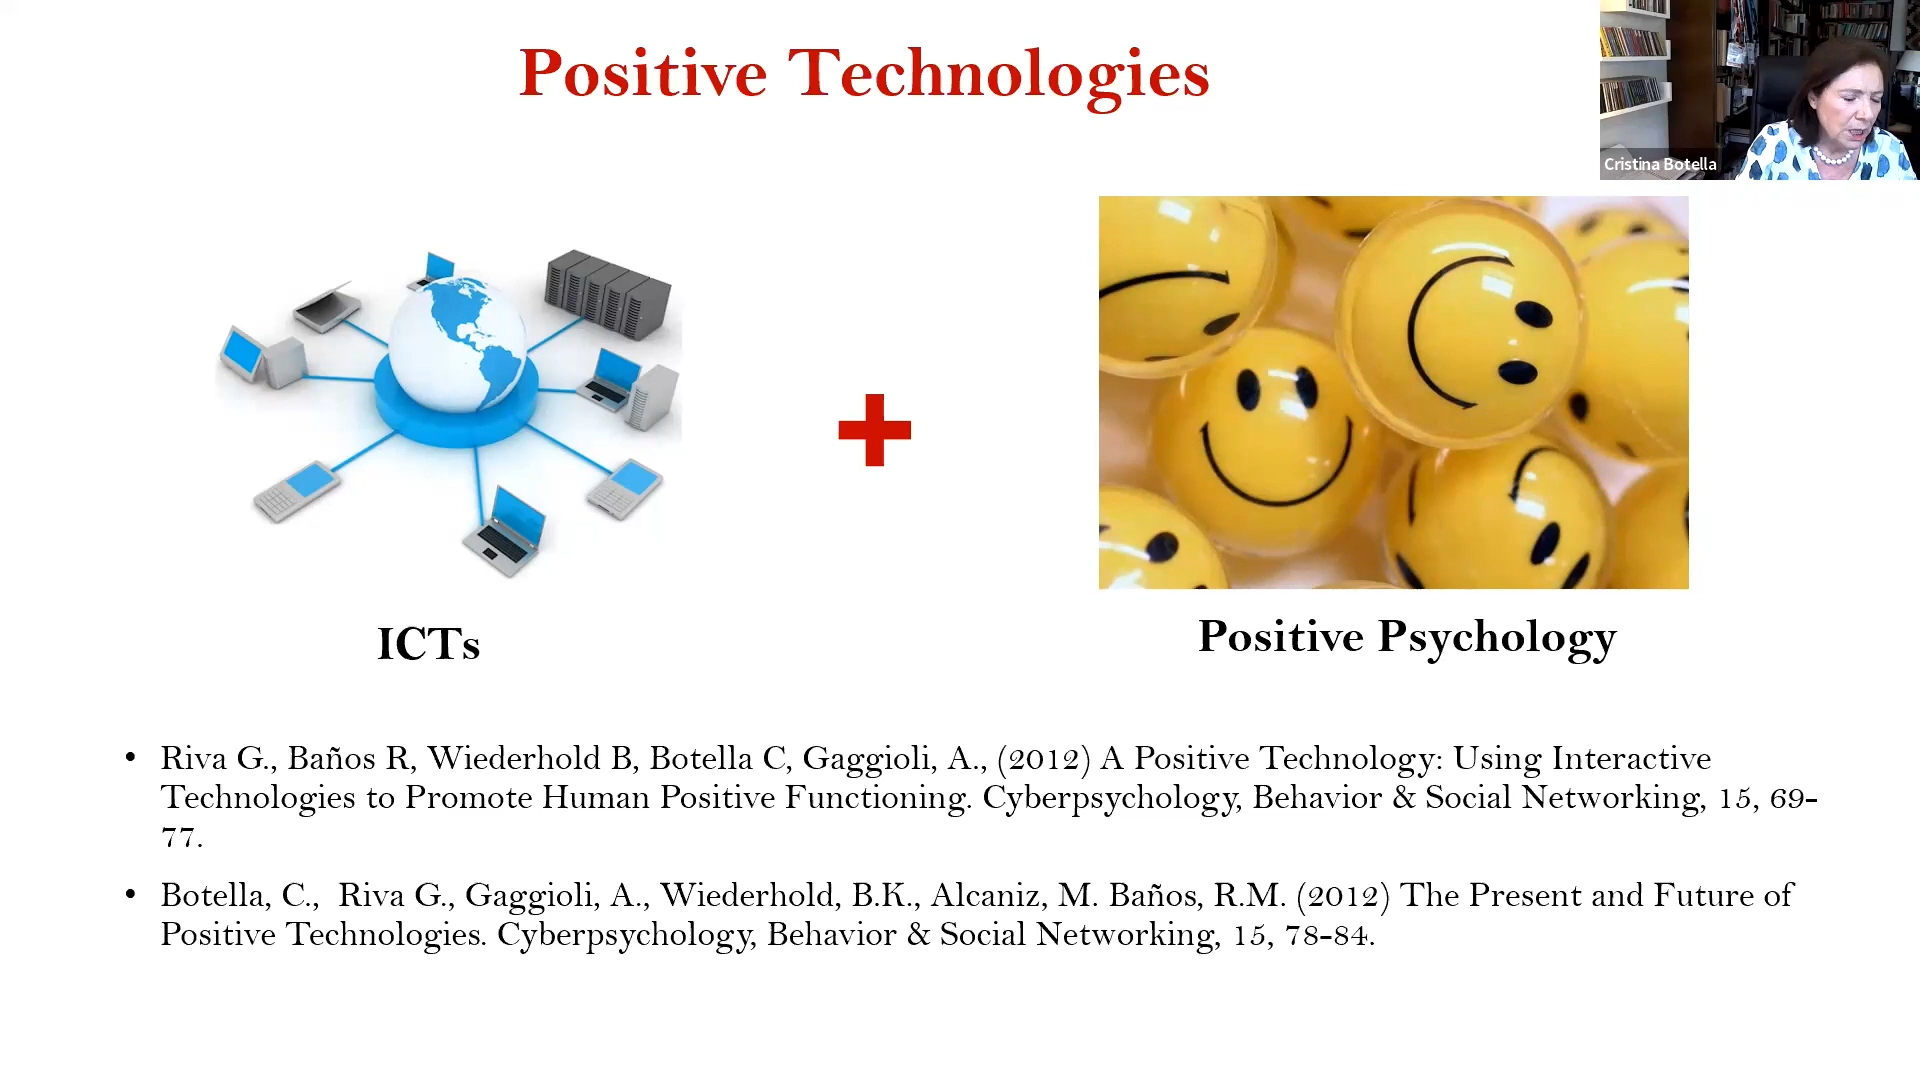 Positive Technologies
Cristina Botella
ICTs
Positive Psychology
• Riva G., Baños R, Wiederhold B, Botella C, Gaggioli, A., (2012) A Positive Technology: Using Interactive
Technologies to Promote Human Positive Functioning. Cyberpsychology, Behavior & Social Networking, 15, 69-
77.
• Botella, C., Riva G., Gaggioli, A., Wiederhold, B.K., Alcaniz, M. Baños, R.M. (2012) The Present and Future of
Positive Technologies. Cyberpsychology, Behavior & Social Networking, 15, 78-84.